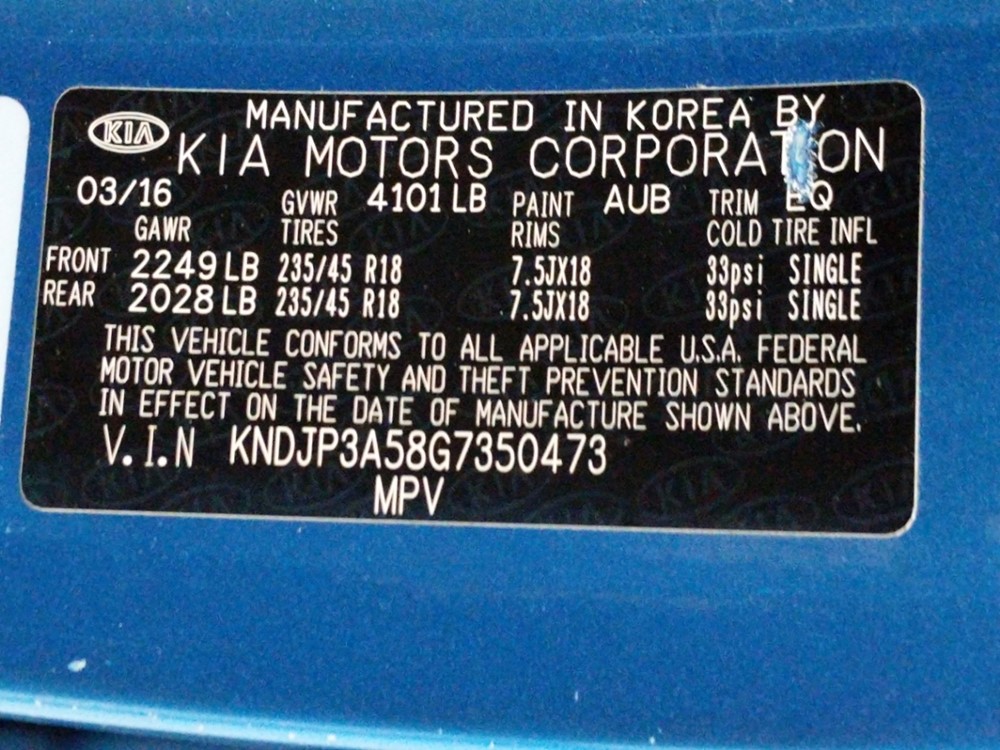 MANUFACTURED IN KOREA BY
KIA KIA MOTORS CORPORATION
03/16 GVWR 4101 LB PAINT AUB TRIM EQ
GAWR TIRES RIMS COLD TIRE INFL
FRONT 2249 LB 235/45 R18 7.5JX18 33psi SINGLE
REAR 2028 LB 235/45 R18 7.5JX18 33psi SINGLE
THIS VEHICLE CONFORMS TO ALL APPLICABLE U.S.A. FEDERAL
MOTOR VEHICLE SAFETY AND THEFT PREVENTION STANDARDS
IN EFFECT ON THE DATE OF MANUFACTURE SHOWN ABOVE.
V.I.N KNDJP3A58G7350473
MPV